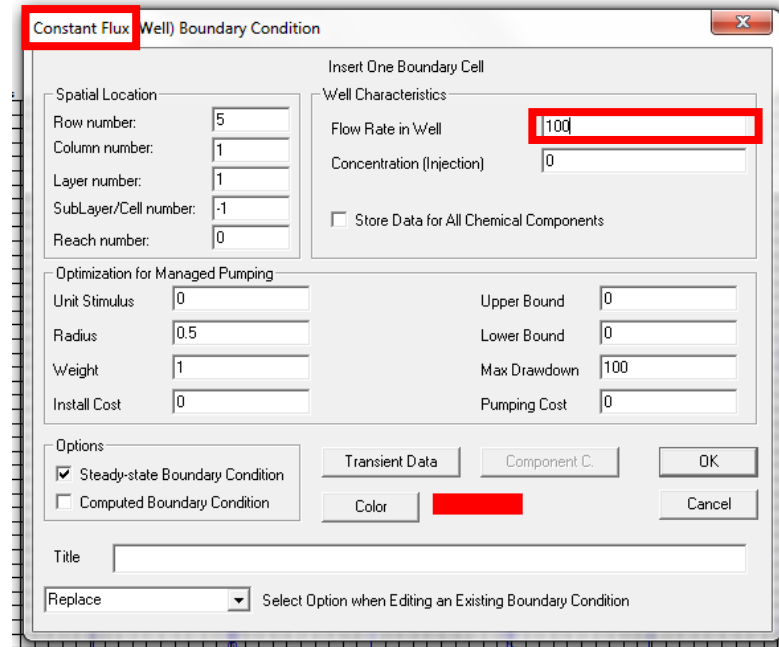 Constant Flux (Well) Boundary Condition
Insert One Boundary Cell
Spatial Location
Row number: 5
Column number: 1
Layer number: 1
SubLayer/Cell number: -1
Reach number: 0
Well Characteristics
Flow Rate in Well 100
Concentration (Injection) 0
Store Data for All Chemical Components
Optimization for Managed Pumping
Unit Stimulus 0 Upper Bound 0
Radius 0.5 Lower Bound 0
Weight 1 Max Drawdown 100
Install Cost 0 Pumping Cost 0
Options
Steady-state Boundary Condition
Computed Boundary Condition
Transient Data Component C. OK
Color Cancel
Title
Replace Select Option when Editing an Existing Boundary Condition